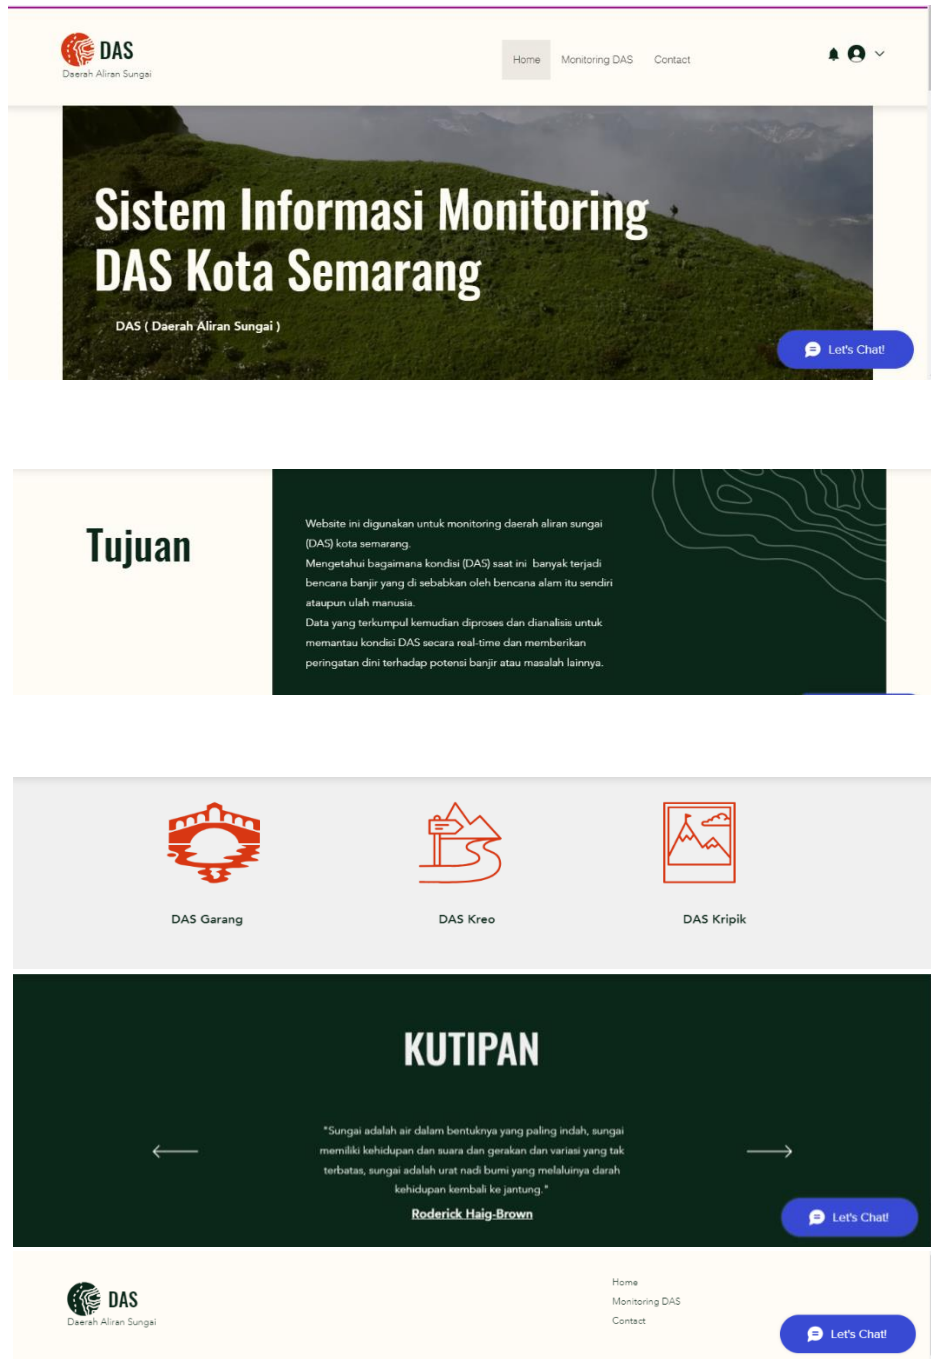 DAS
Daerah Aliran Sungai
Home Monitoring DAS Contact
Sistem Informasi Monitoring
DAS Kota Semarang
DAS ( Daerah Aliran Sungai )
Let's Chat!
Tujuan
Website ini digunakan untuk monitoring daerah aliran sungai
(DAS) kota semarang.
Mengetahui bagaimana kondisi (DAS) saat ini banyak terjadi
bencana banjir yang di sebabkan oleh bencana alam itu sendiri
ataupun ulah manusia.
Data yang terkumpul kemudian diproses dan dianalisis untuk
memantau kondisi DAS secara real-time dan memberikan
peringatan dini terhadap potensi banjir atau masalah lainnya.
DAS Garang
DAS Kreo
DAS Kripik
KUTIPAN
"Sungai adalah air dalam bentuknya yang paling indah, sungai
memiliki kehidupan dan suara dan gerakan dan variasi yang tak
terbatas, sungai adalah urat nadi bumi yang melaluinya darah
kehidupan kembali ke jantung."
Roderick Haig-Brown
Let's Chat!
DAS
Daerah Aliran Sungai
Home
Monitoring DAS
Contact
Let's Chat!